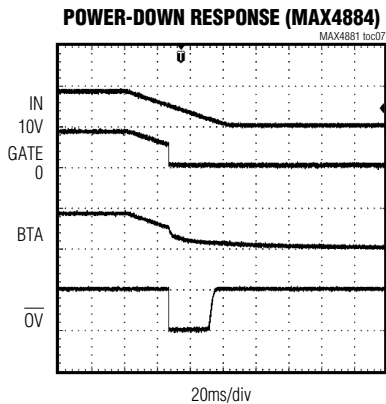 POWER-DOWN RESPONSE (MAX4884)
MAX4881 toc07
T
IN
10V
GATE
0
BTA
OV
20ms/div